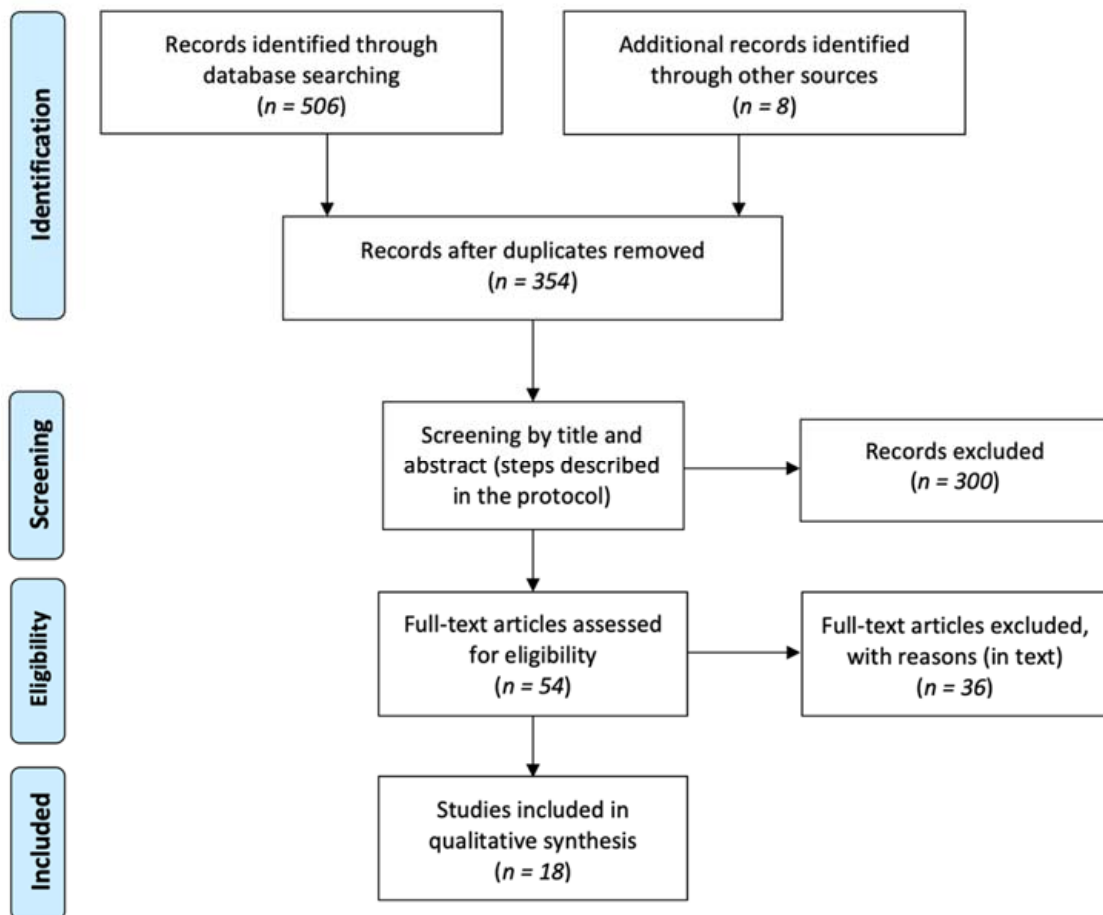 Identification
Records identified through
database searching
(n = 506)
Additional records identified
through other sources
(n = 8)
Records after duplicates removed
(n = 354)
Screening
Screening by title and
abstract (steps described
in the protocol)
Records excluded
(n = 300)
Eligibility
Full-text articles assessed
for eligibility
(n = 54)
Full-text articles excluded,
with reasons (in text)
(n = 36)
Included
Studies included in
qualitative synthesis
(n = 18)